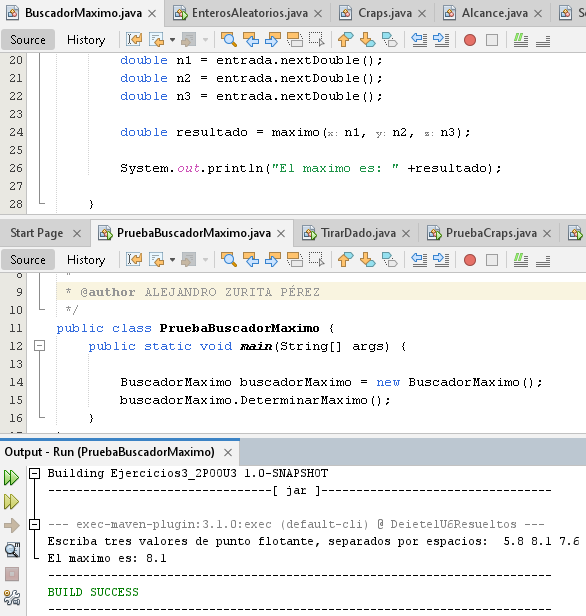 BuscadorMaximo.java × EnterosAleatorios.java × Craps.java × Alcance.java ×
Source History
20 double n1 = entrada.nextDouble();
21 double n2 = entrada.nextDouble();
22 double n3 = entrada.nextDouble();
23
24 double resultado = maximo(x: n1, y: n2, z: n3);
25
26 System.out.println("El maximo es: " +resultado);
27
28 }
Start Page × PruebaBuscadorMaximo.java × TirarDado.java × PruebaCraps.java ×
Source History
8 *
9 * @author ALEJANDRO ZURITA PÉREZ
10 */
11 public class PruebaBuscadorMaximo {
12 public static void main(String[] args) {
13
14 BuscadorMaximo buscadorMaximo = new BuscadorMaximo();
15 buscadorMaximo.DeterminarMaximo();
16 }
Output - Run (PruebaBuscadorMaximo) ×
Building Ejercicios3_ZPOOU3 1.0-SNAPSHOT
----------------------------[ jar ]-----------------------------
--- exec-maven-plugin:3.1.0:exec (default-cli) @ DeietelU6Resueltos ---
Escriba tres valores de punto flotante, separados por espacios: 5.8 8.1 7.6
El maximo es: 8.1
------------------------------------------------------------------------
BUILD SUCCESS
------------------------------------------------------------------------